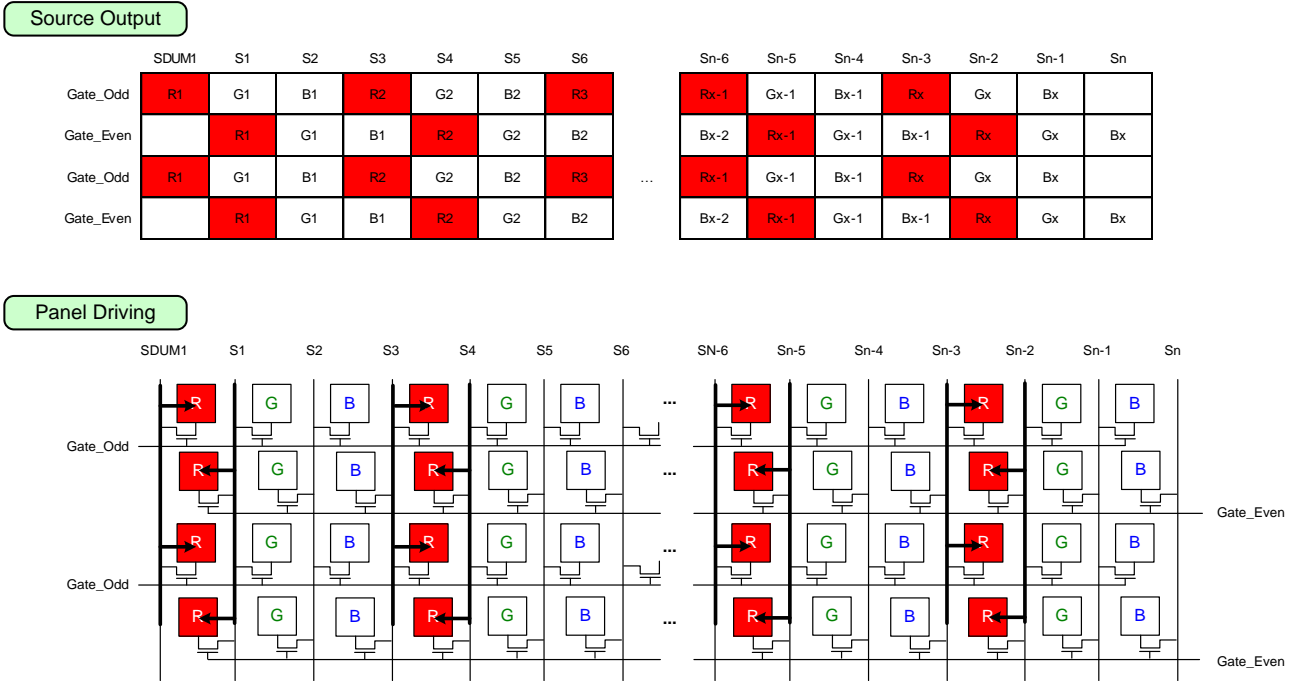 Source Output
SDUM1 S1 S2 S3 S4 S5 S6 Sn-6 Sn-5 Sn-4 Sn-3 Sn-2 Sn-1 Sn
Gate_Odd R1 G1 B1 R2 G2 B2 R3 Rx-1 Gx-1 Bx-1 Rx Gx Bx
Gate_Even R1 G1 B1 R2 G2 B2 Bx-2 Rx-1 Gx-1 Bx-1 Rx Gx Bx
Gate_Odd R1 G1 B1 R2 G2 B2 R3 ... Rx-1 Gx-1 Bx-1 Rx Gx Bx
Gate_Even R1 G1 B1 R2 G2 B2 Bx-2 Rx-1 Gx-1 Bx-1 Rx Gx Bx
Panel Driving
SDUM1 S1 S2 S3 S4 S5 S6 SN-6 Sn-5 Sn-4 Sn-3 Sn-2 Sn-1 Sn
R G B R G B ... R G B R G B
Gate_Odd
R G B R G B ... R G B R G B
Gate_Even
R G B R G B ... R G B R G B
Gate_Odd
R G B R G B ... R G B R G B
Gate_Even